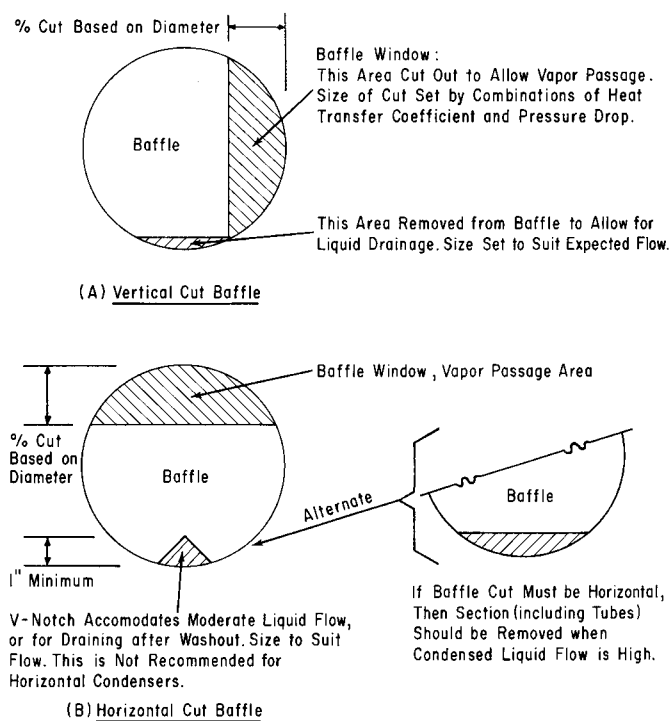 % Cut Based on Diameter
Baffle Window :
This Area Cut Out to Allow Vapor Passage.
Size of Cut Set by Combinations of Heat
Transfer Coefficient and Pressure Drop.
Baffle
This Area Removed from Baffle to Allow for
Liquid Drainage. Size Set to Suit Expected Flow.
(A) Vertical Cut Baffle
Baffle Window , Vapor Passage Area
% Cut
Based on
Diameter
Baffle
Alternate
Baffle
1" Minimum
V-Notch Accomodates Moderate Liquid Flow,
or for Draining after Washout. Size to Suit
Flow. This is Not Recommended for
Horizontal Condensers.
If Baffle Cut Must be Horizontal,
Then Section (including Tubes)
Should be Removed when
Condensed Liquid Flow is High.
(B) Horizontal Cut Baffle